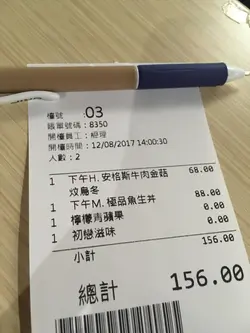 檯號 : 03
賬單號碼 : 8350
開檯員工 : 經理
開檯時間 : 12/08/2017 14:00:30
人數 : 2
1 下午H. 安格斯牛肉金菇 68.00
炆烏冬
1 下午M. 極品魚生丼 88.00
1 檸檬青蘋果 0.00
1 初戀滋味 0.00
小計 156.00
總計 156.00